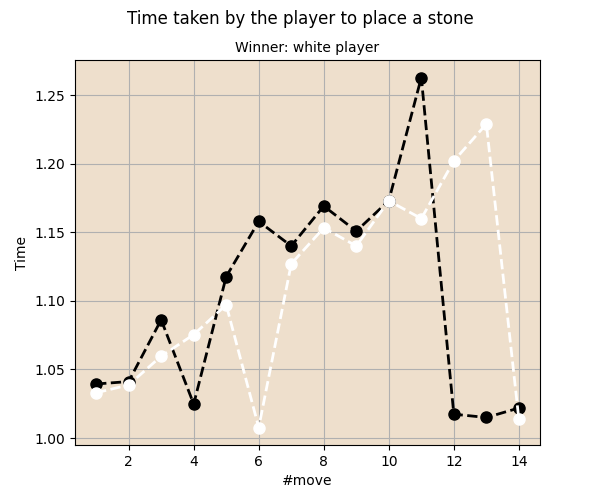 Time taken by the player to place a stone
Winner: white player
1.25
1.20
1.15
1.10
1.05
1.00
Time
2 4 6 8 10 12 14
#move